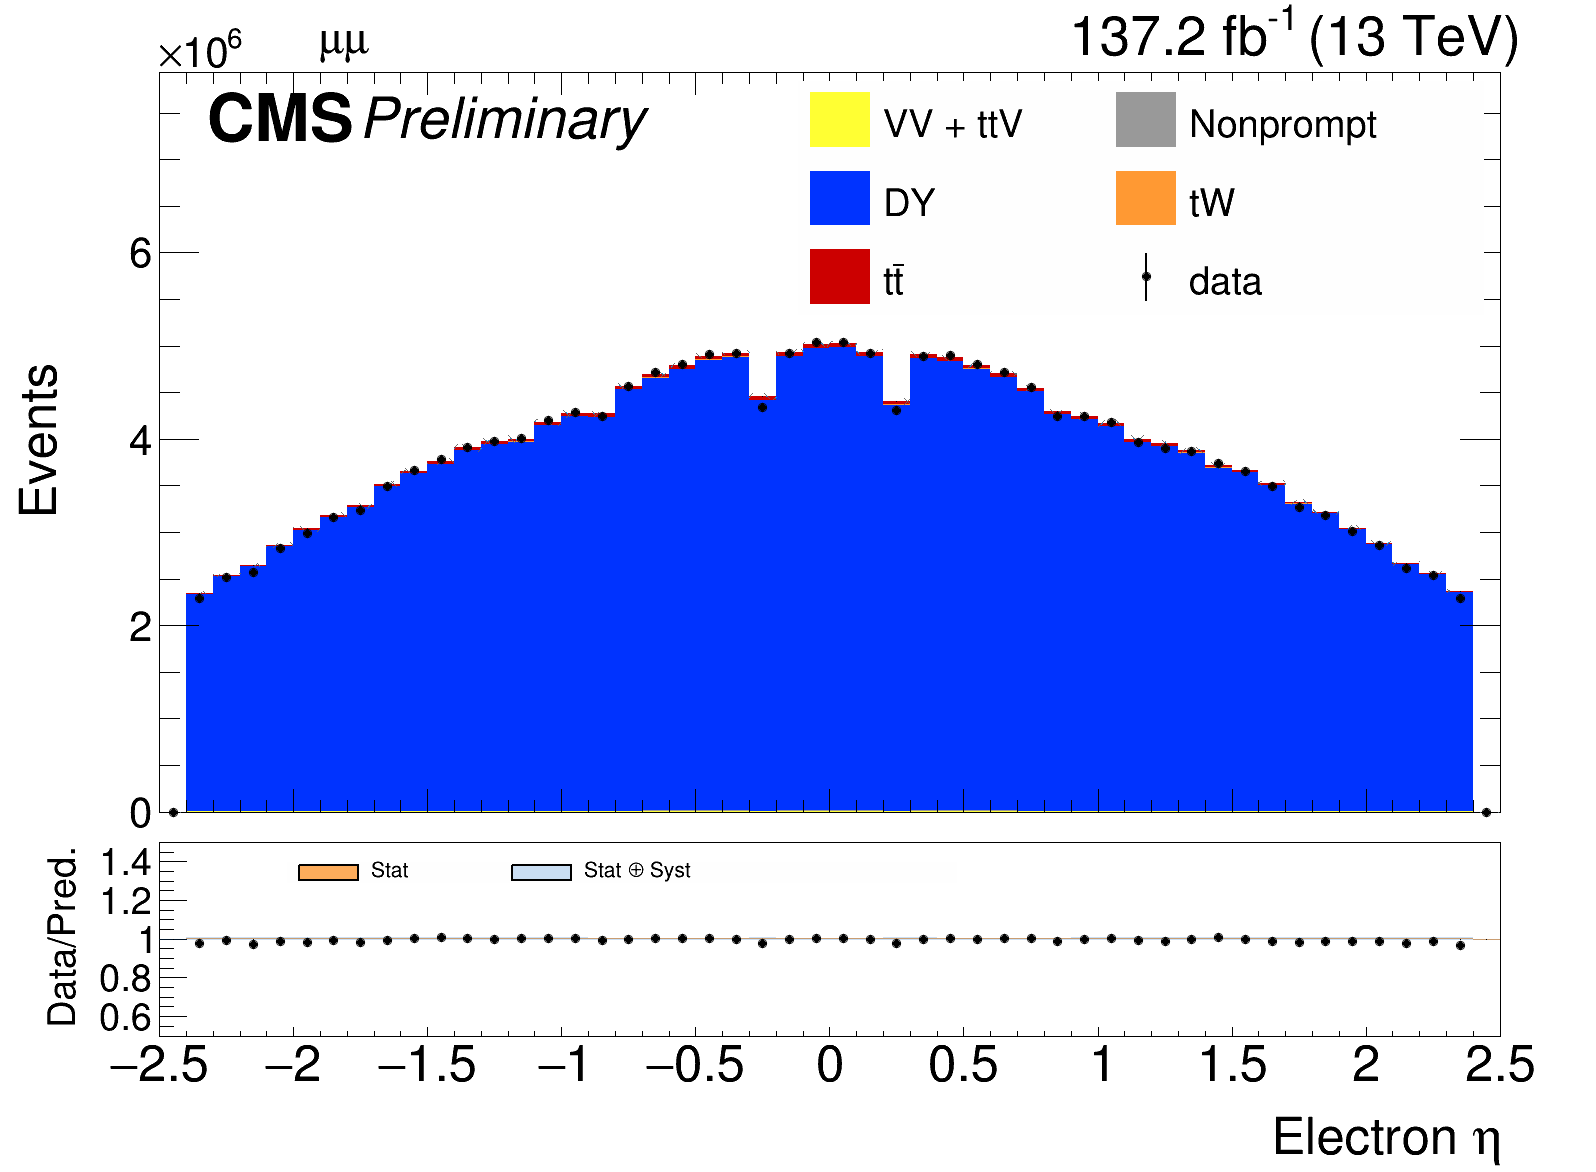 ×10⁶ μμ 137.2 fb⁻¹ (13 TeV)
CMS Preliminary
VV + ttV Nonprompt
DY tW
tt̄ data
Events
6
4
2
0
Stat Stat ⊕ Syst
Data/Pred.
1.4
1.2
1
0.8
0.6
−2.5 −2 −1.5 −1 −0.5 0 0.5 1 1.5 2 2.5
Electron η